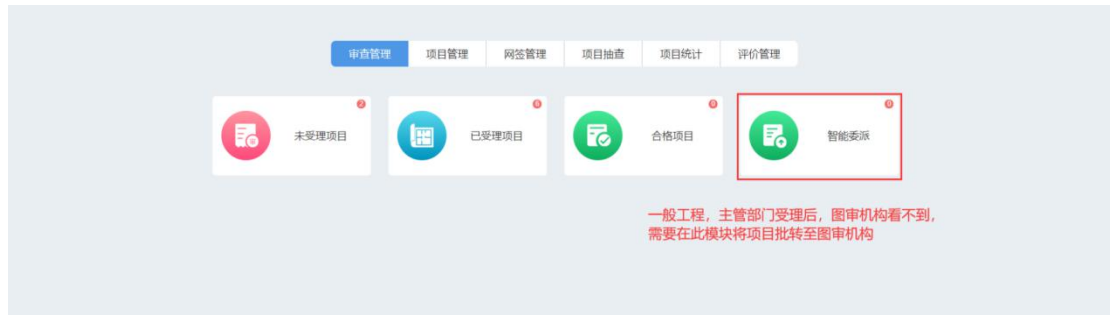 审查管理 项目管理 网签管理 项目抽查 项目统计 评价管理
2 6 0 0
未受理项目 已受理项目 合格项目 智能委派
一般工程，主管部门受理后，图审机构看不到，
需要在此模块将项目批转至图审机构